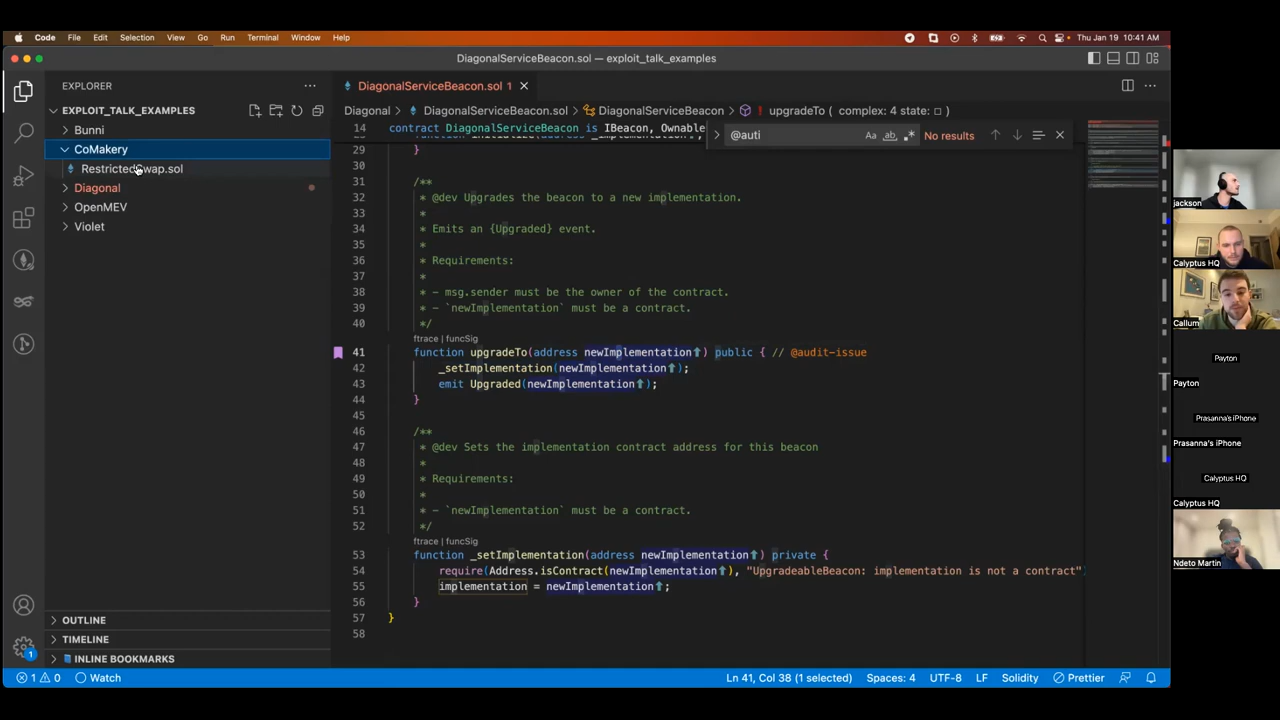 Code File Edit Selection View Go Run Terminal Window Help Thu Jan 19 10:41 AM
DiagonalServiceBeacon.sol — exploit_talk_examples
EXPLORER
DiagonalServiceBeacon.sol 1
EXPLOIT_TALK_EXAMPLES
Diagonal > DiagonalServiceBeacon.sol > DiagonalServiceBeacon > upgradeTo ( complex: 4 state: □ )
Bunni
CoMakery
RestrictedSwap.sol
Diagonal
OpenMEV
Violet
@auti Aa ab .* No results
14 contract DiagonalServiceBeacon is IBeacon, Ownable
29 }
30
31 /**
32 * @dev Upgrades the beacon to a new implementation.
33 *
34 * Emits an {Upgraded} event.
35 *
36 * Requirements:
37 *
38 * - msg.sender must be the owner of the contract.
39 * - `newImplementation` must be a contract.
40 */
ftrace | funcSig
41 function upgradeTo(address newImplementation⬆) public { // @audit-issue
42 _setImplementation(newImplementation⬆);
43 emit Upgraded(newImplementation⬆);
44 }
45
46 /**
47 * @dev Sets the implementation contract address for this beacon
48 *
49 * Requirements:
50 *
51 * - `newImplementation` must be a contract.
52 */
ftrace | funcSig
53 function _setImplementation(address newImplementation⬆) private {
54 require(Address.isContract(newImplementation⬆), "UpgradeableBeacon: implementation is not a contract")
55 implementation = newImplementation⬆;
56 }
57 }
58
OUTLINE
TIMELINE
INLINE BOOKMARKS
1
1 0 Watch Ln 41, Col 38 (1 selected) Spaces: 4 UTF-8 LF Solidity Prettier
jackson
Calyptus HQ
Callum
Payton
Payton
Prasanna's iPhone
Prasanna's iPhone
Calyptus HQ
Calyptus HQ
Ndeto Martin